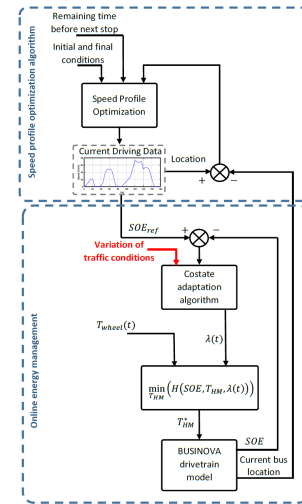 Speed profile optimization algorithm
Remaining time
before next stop
Initial and final
conditions
Speed Profile
Optimization
Current Driving Data
Location
+
−
SOE_ref
+
−
Variation of
traffic conditions
Costate
adaptation
algorithm
Online energy management
T_wheel(t)
λ(t)
min_{T_HM}(H(SOE, T_HM, λ(t)))
T*_HM
BUSINOVA
drivetrain
model
SOE
Current bus
location